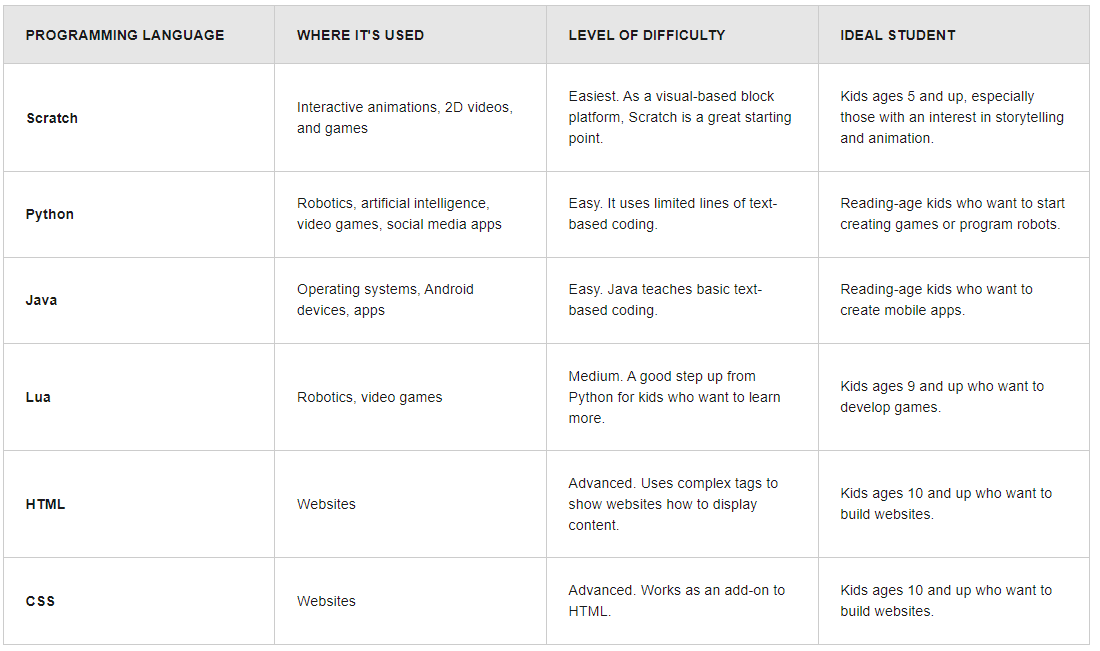 PROGRAMMING LANGUAGE
WHERE IT'S USED
LEVEL OF DIFFICULTY
IDEAL STUDENT
Scratch
Interactive animations, 2D videos,
and games
Easiest. As a visual-based block
platform, Scratch is a great starting
point.
Kids ages 5 and up, especially
those with an interest in storytelling
and animation.
Python
Robotics, artificial intelligence,
video games, social media apps
Easy. It uses limited lines of text-
based coding.
Reading-age kids who want to start
creating games or program robots.
Java
Operating systems, Android
devices, apps
Easy. Java teaches basic text-
based coding.
Reading-age kids who want to
create mobile apps.
Lua
Robotics, video games
Medium. A good step up from
Python for kids who want to learn
more.
Kids ages 9 and up who want to
develop games.
HTML
Websites
Advanced. Uses complex tags to
show websites how to display
content.
Kids ages 10 and up who want to
build websites.
CSS
Websites
Advanced. Works as an add-on to
HTML.
Kids ages 10 and up who want to
build websites.